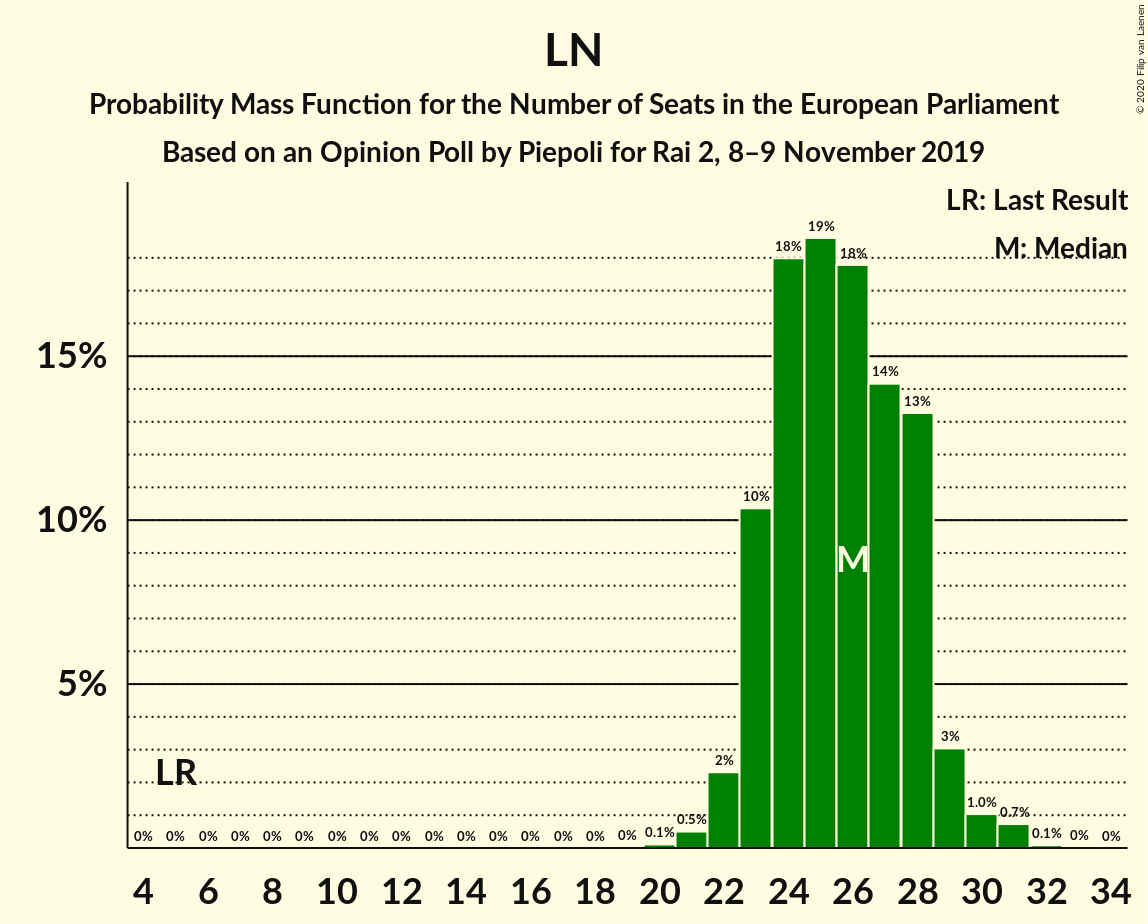 LN
Probability Mass Function for the Number of Seats in the European Parliament
Based on an Opinion Poll by Piepoli for Rai 2, 8–9 November 2019
© 2020 Filip van Laenen
LR: Last Result
M: Median
19%
18%
18%
15%
14%
13%
10%
10%
M
5%
3%
2%
LR
1.0%
0.7%
0.5%
0% 0% 0% 0% 0% 0% 0% 0% 0% 0% 0% 0% 0% 0% 0% 0% 0.1% 0.1% 0% 0%
4 6 8 10 12 14 16 18 20 22 24 26 28 30 32 34